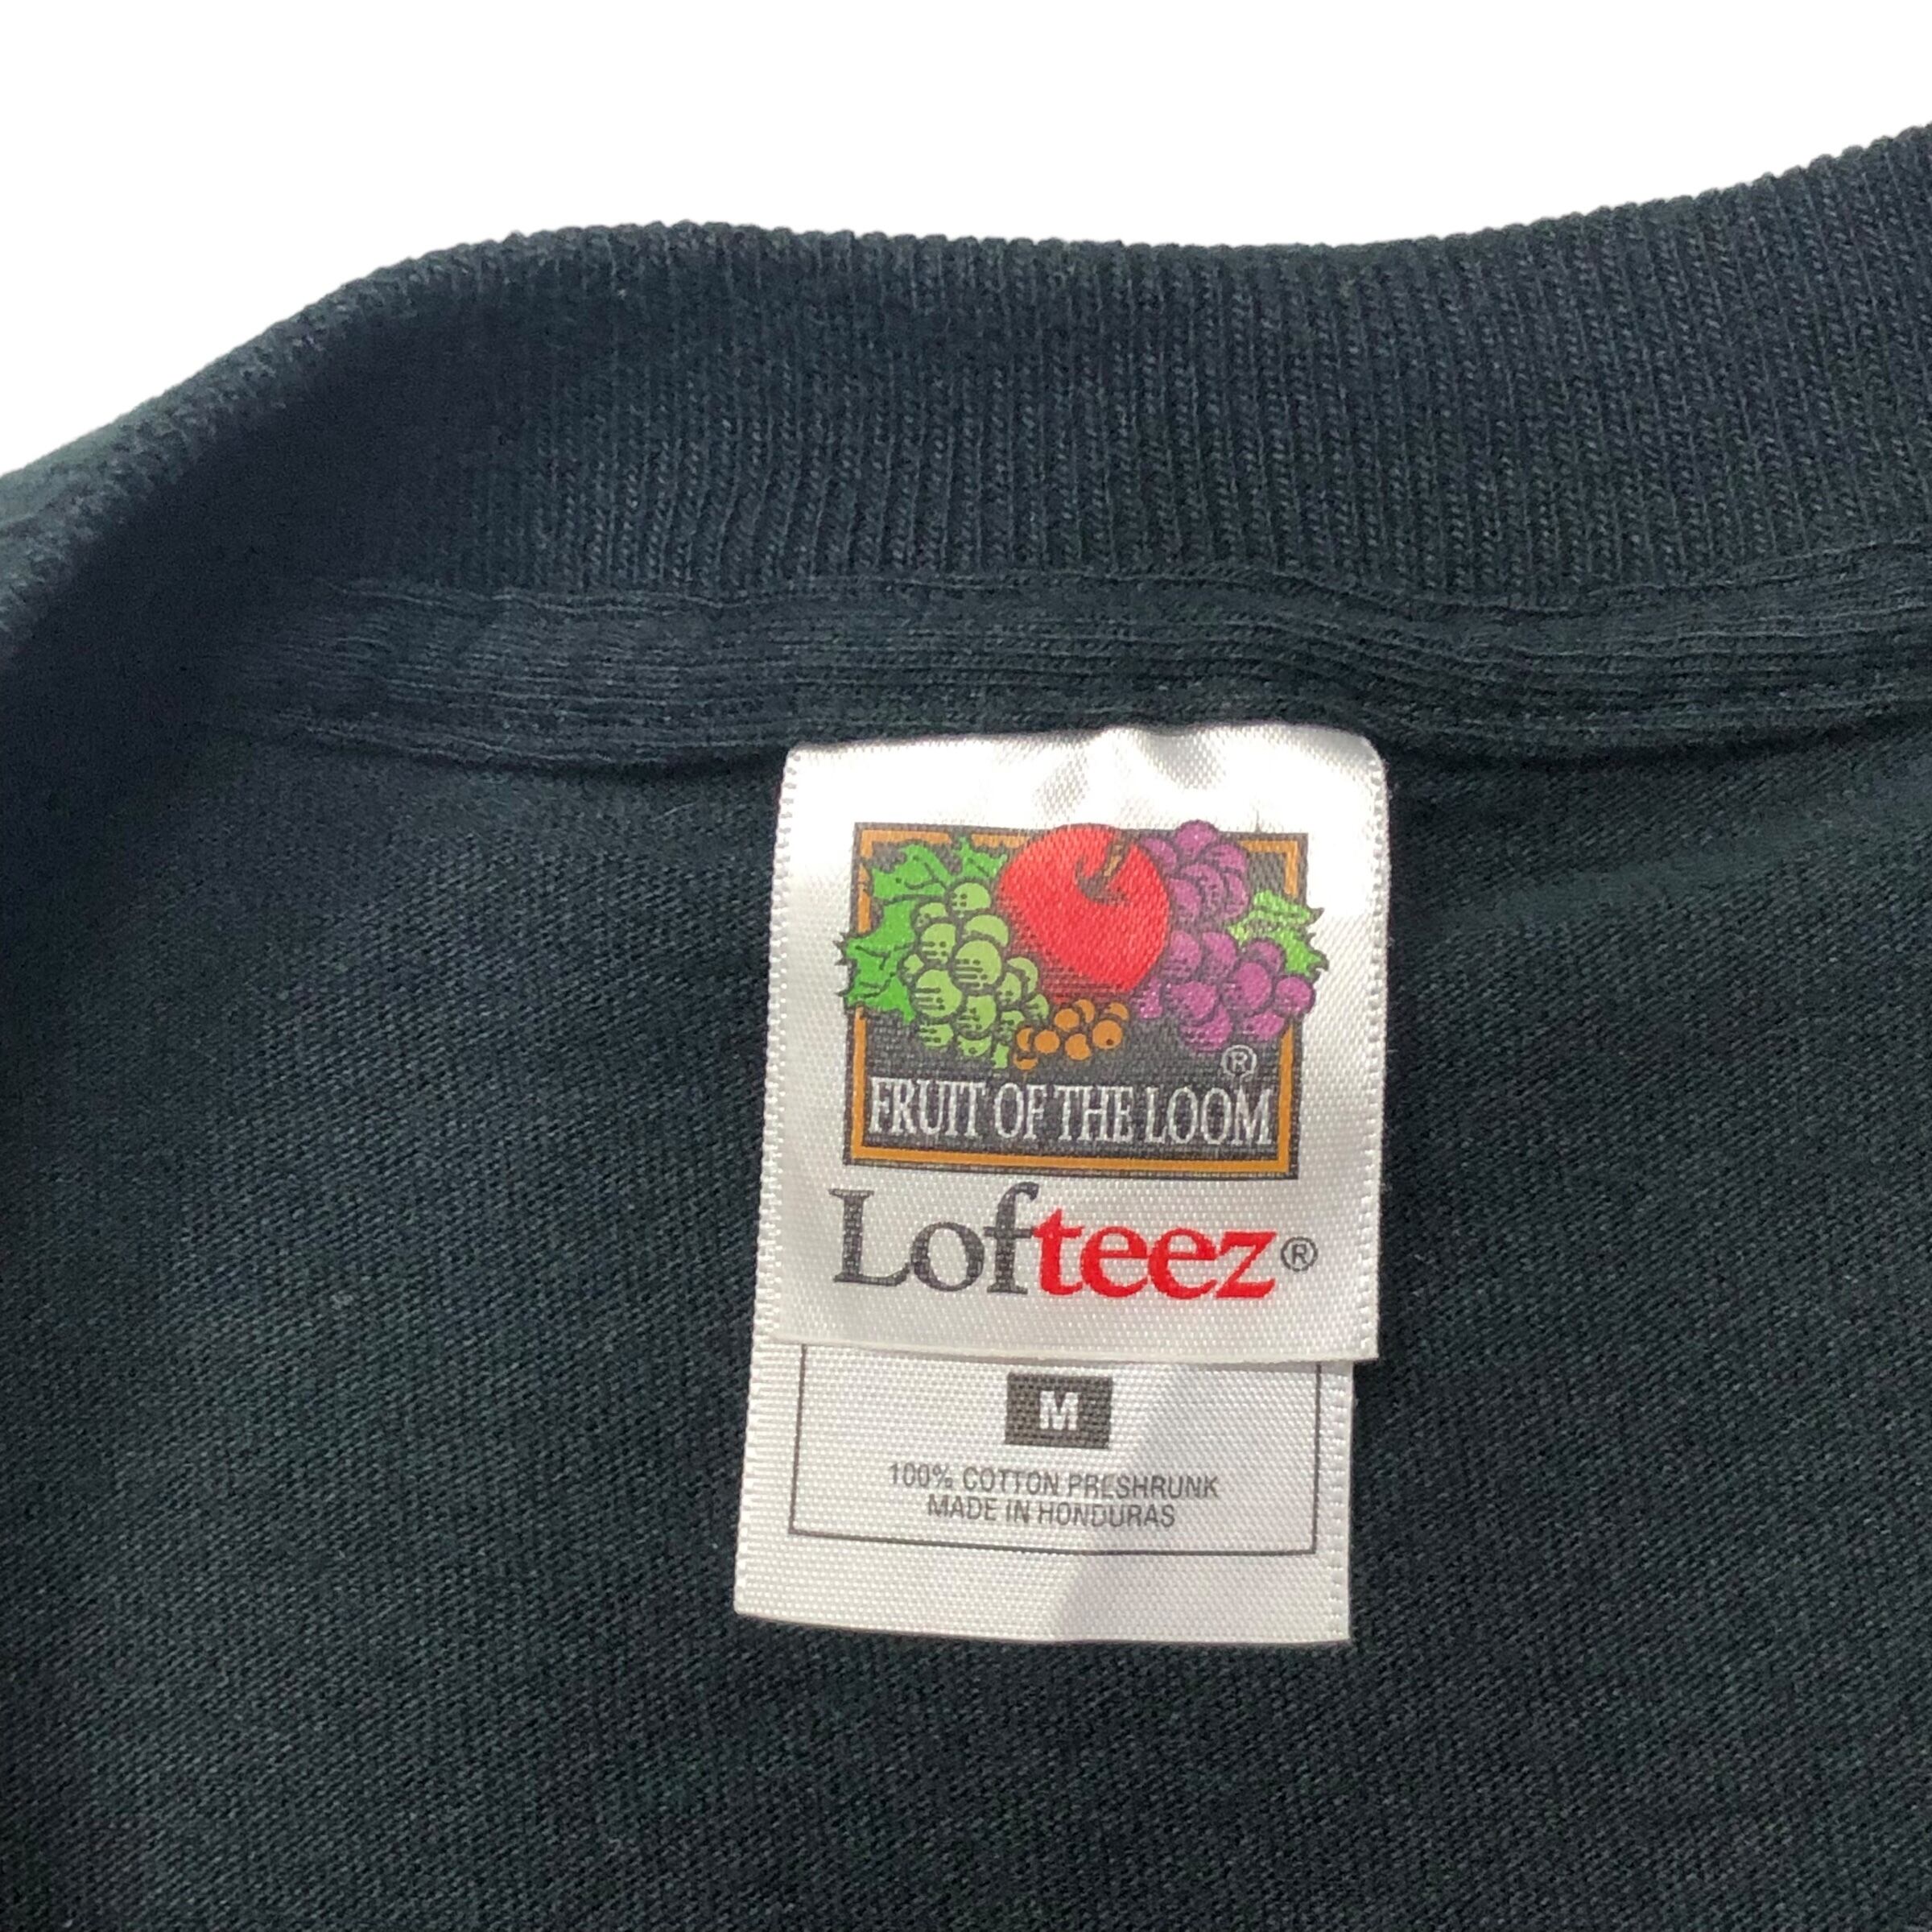 ®
FRUIT OF THE LOOM
Lofteez®
M
100% COTTON PRESHRUNK
MADE IN HONDURAS